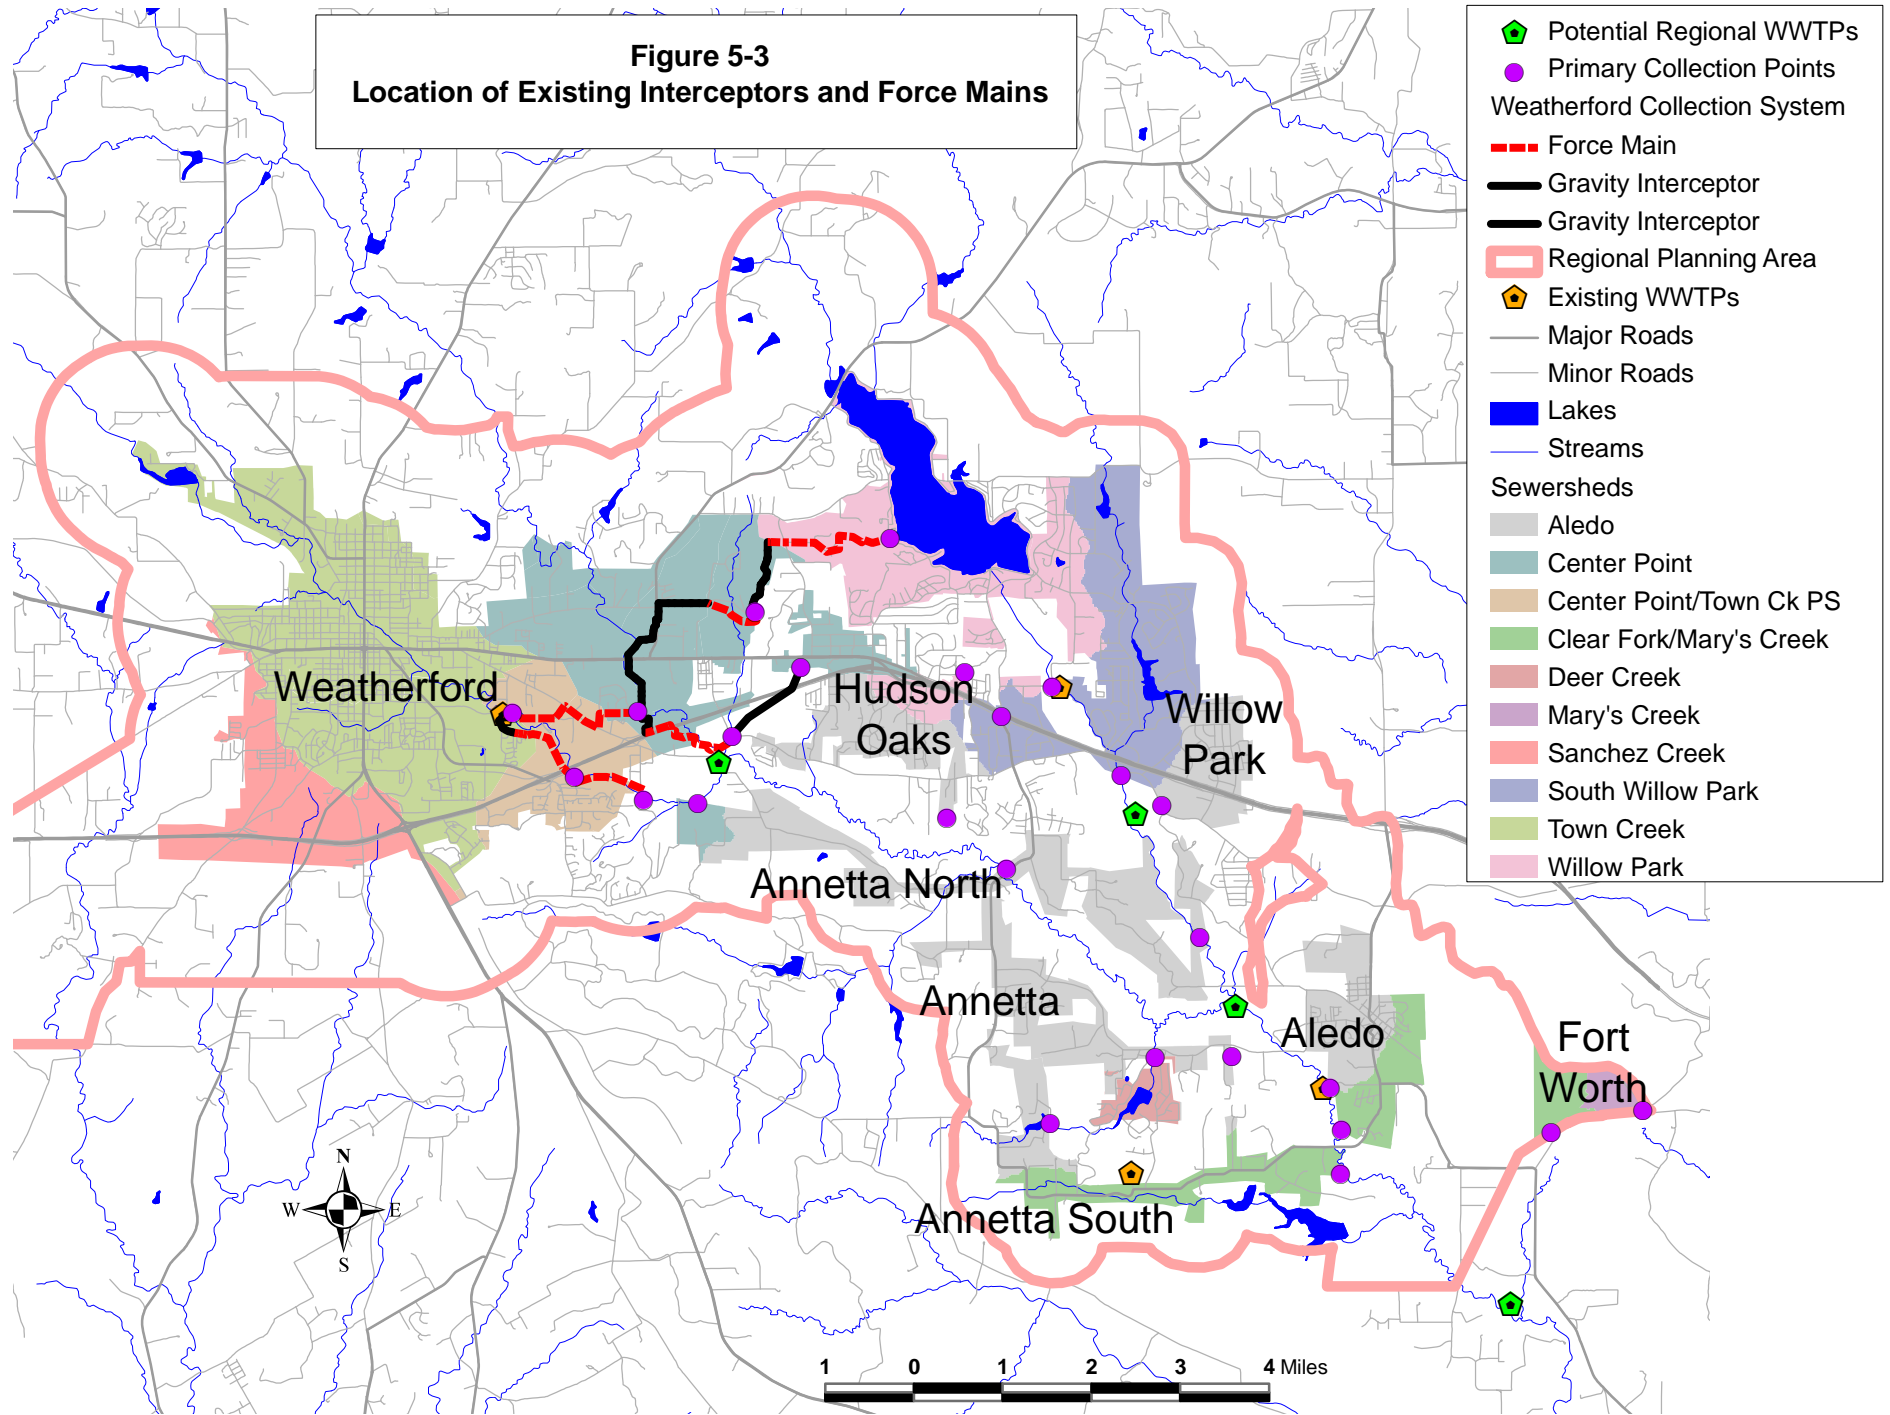 Figure 5-3
Location of Existing Interceptors and Force Mains
Potential Regional WWTPs
Primary Collection Points
Weatherford Collection System
Force Main
Gravity Interceptor
Gravity Interceptor
Regional Planning Area
Existing WWTPs
Major Roads
Minor Roads
Lakes
Streams
Sewersheds
Aledo
Center Point
Center Point/Town Ck PS
Clear Fork/Mary's Creek
Deer Creek
Mary's Creek
Sanchez Creek
South Willow Park
Town Creek
Willow Park
Weatherford
Hudson
Oaks
Willow
Park
Annetta North
Annetta
Aledo
Fort
Worth
Annetta South
N
W
E
S
1 0 1 2 3 4 Miles